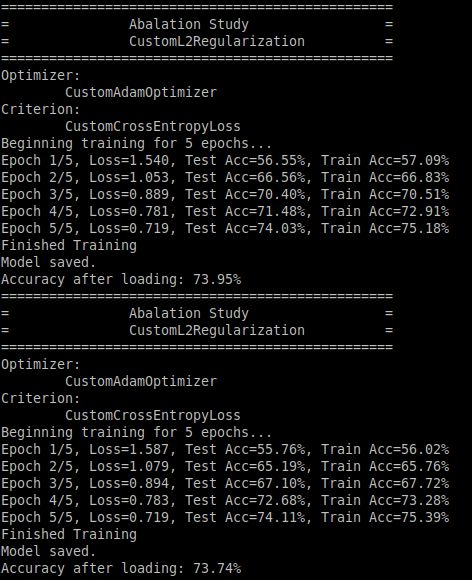 =================================================
= Abalation Study =
= CustomL2Regularization =
=================================================
Optimizer:
CustomAdamOptimizer
Criterion:
CustomCrossEntropyLoss
Beginning training for 5 epochs...
Epoch 1/5, Loss=1.540, Test Acc=56.55%, Train Acc=57.09%
Epoch 2/5, Loss=1.053, Test Acc=66.56%, Train Acc=66.83%
Epoch 3/5, Loss=0.889, Test Acc=70.40%, Train Acc=70.51%
Epoch 4/5, Loss=0.781, Test Acc=71.48%, Train Acc=72.91%
Epoch 5/5, Loss=0.719, Test Acc=74.03%, Train Acc=75.18%
Finished Training
Model saved.
Accuracy after loading: 73.95%
=================================================
= Abalation Study =
= CustomL2Regularization =
=================================================
Optimizer:
CustomAdamOptimizer
Criterion:
CustomCrossEntropyLoss
Beginning training for 5 epochs...
Epoch 1/5, Loss=1.587, Test Acc=55.76%, Train Acc=56.02%
Epoch 2/5, Loss=1.079, Test Acc=65.19%, Train Acc=65.76%
Epoch 3/5, Loss=0.894, Test Acc=67.10%, Train Acc=67.72%
Epoch 4/5, Loss=0.783, Test Acc=72.68%, Train Acc=73.28%
Epoch 5/5, Loss=0.719, Test Acc=74.11%, Train Acc=75.39%
Finished Training
Model saved.
Accuracy after loading: 73.74%